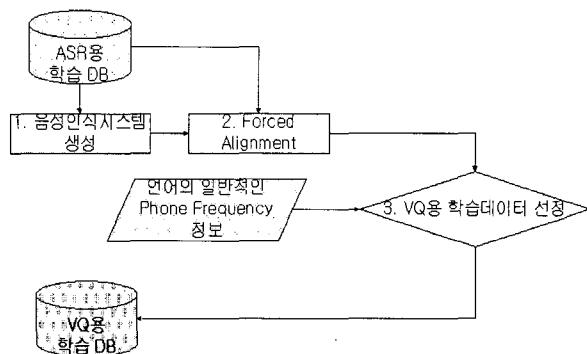 ASR용
학습 DB
1. 음성인식시스템
생성
2. Forced
Alignment
언어의 일반적인
Phone Frequency
정보
3. VQ용 학습데이터 선정
VQ용
학습 DB